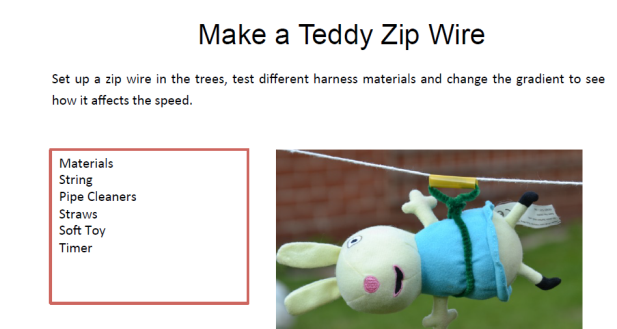 Make a Teddy Zip Wire
Set up a zip wire in the trees, test different harness materials and change the gradient to see
how it affects the speed.
Materials
String
Pipe Cleaners
Straws
Soft Toy
Timer